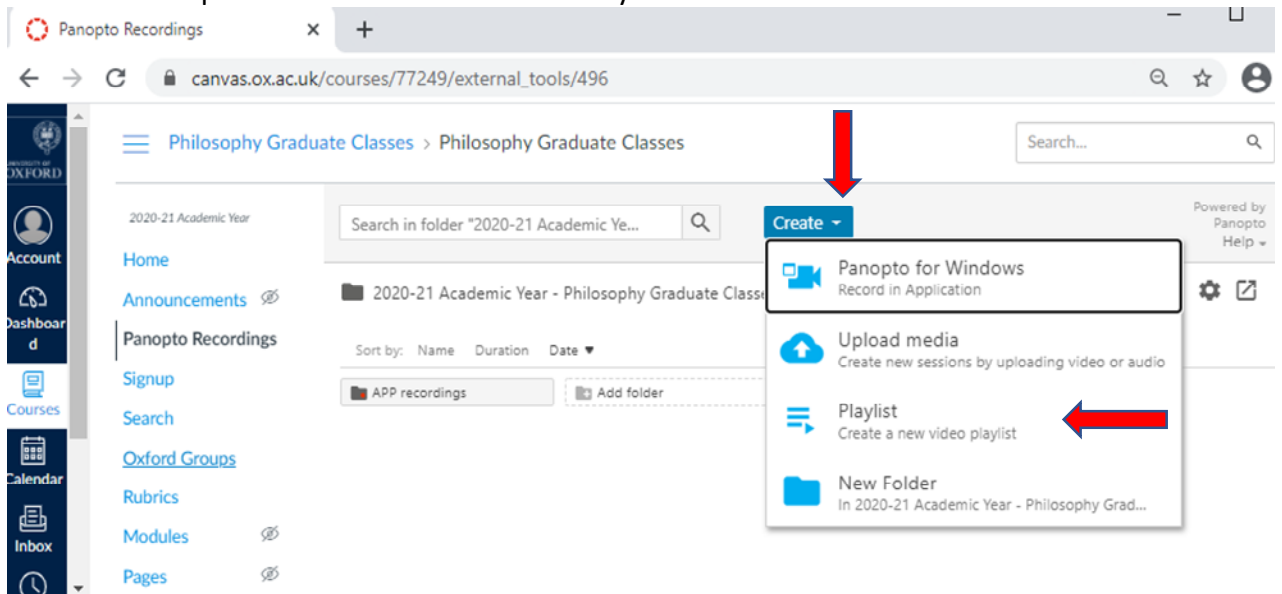 Panopto Recordings
canvas.ox.ac.uk/courses/77249/external_tools/496
UNIVERSITY OF
OXFORD
Account
Dashboar
d
Courses
Calendar
Inbox
Philosophy Graduate Classes > Philosophy Graduate Classes
Search...
2020-21 Academic Year
Home
Announcements
Panopto Recordings
Signup
Search
Oxford Groups
Rubrics
Modules
Pages
Search in folder "2020-21 Academic Ye...
Create
Powered by
Panopto
Help
2020-21 Academic Year - Philosophy Graduate Classe
Sort by: Name Duration Date ▼
APP recordings
Add folder
Panopto for Windows
Record in Application
Upload media
Create new sessions by uploading video or audio
Playlist
Create a new video playlist
New Folder
In 2020-21 Academic Year - Philosophy Grad...